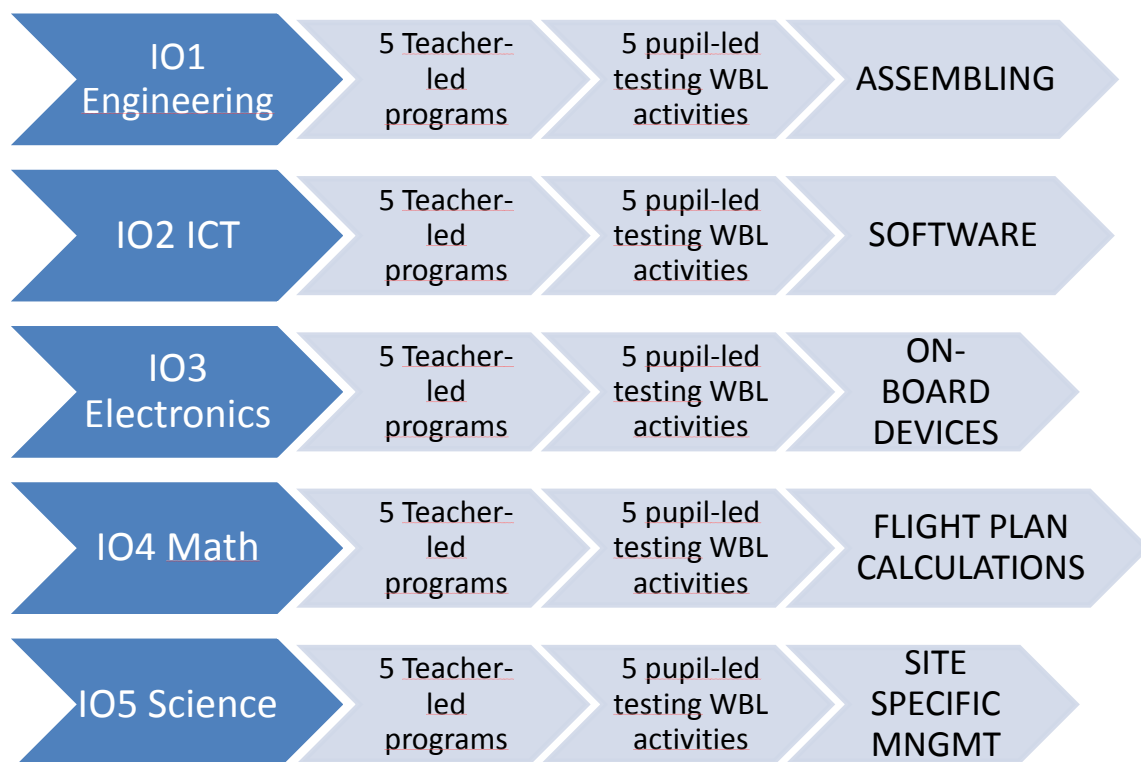 IO1
Engineering
5 Teacher-
led
programs
5 pupil-led
testing WBL
activities
ASSEMBLING
IO2 ICT
5 Teacher-
led
programs
5 pupil-led
testing WBL
activities
SOFTWARE
IO3
Electronics
5 Teacher-
led
programs
5 pupil-led
testing WBL
activities
ON-
BOARD
DEVICES
IO4 Math
5 Teacher-
led
programs
5 pupil-led
testing WBL
activities
FLIGHT PLAN
CALCULATIONS
IO5 Science
5 Teacher-
led
programs
5 pupil-led
testing WBL
activities
SITE
SPECIFIC
MNGMT